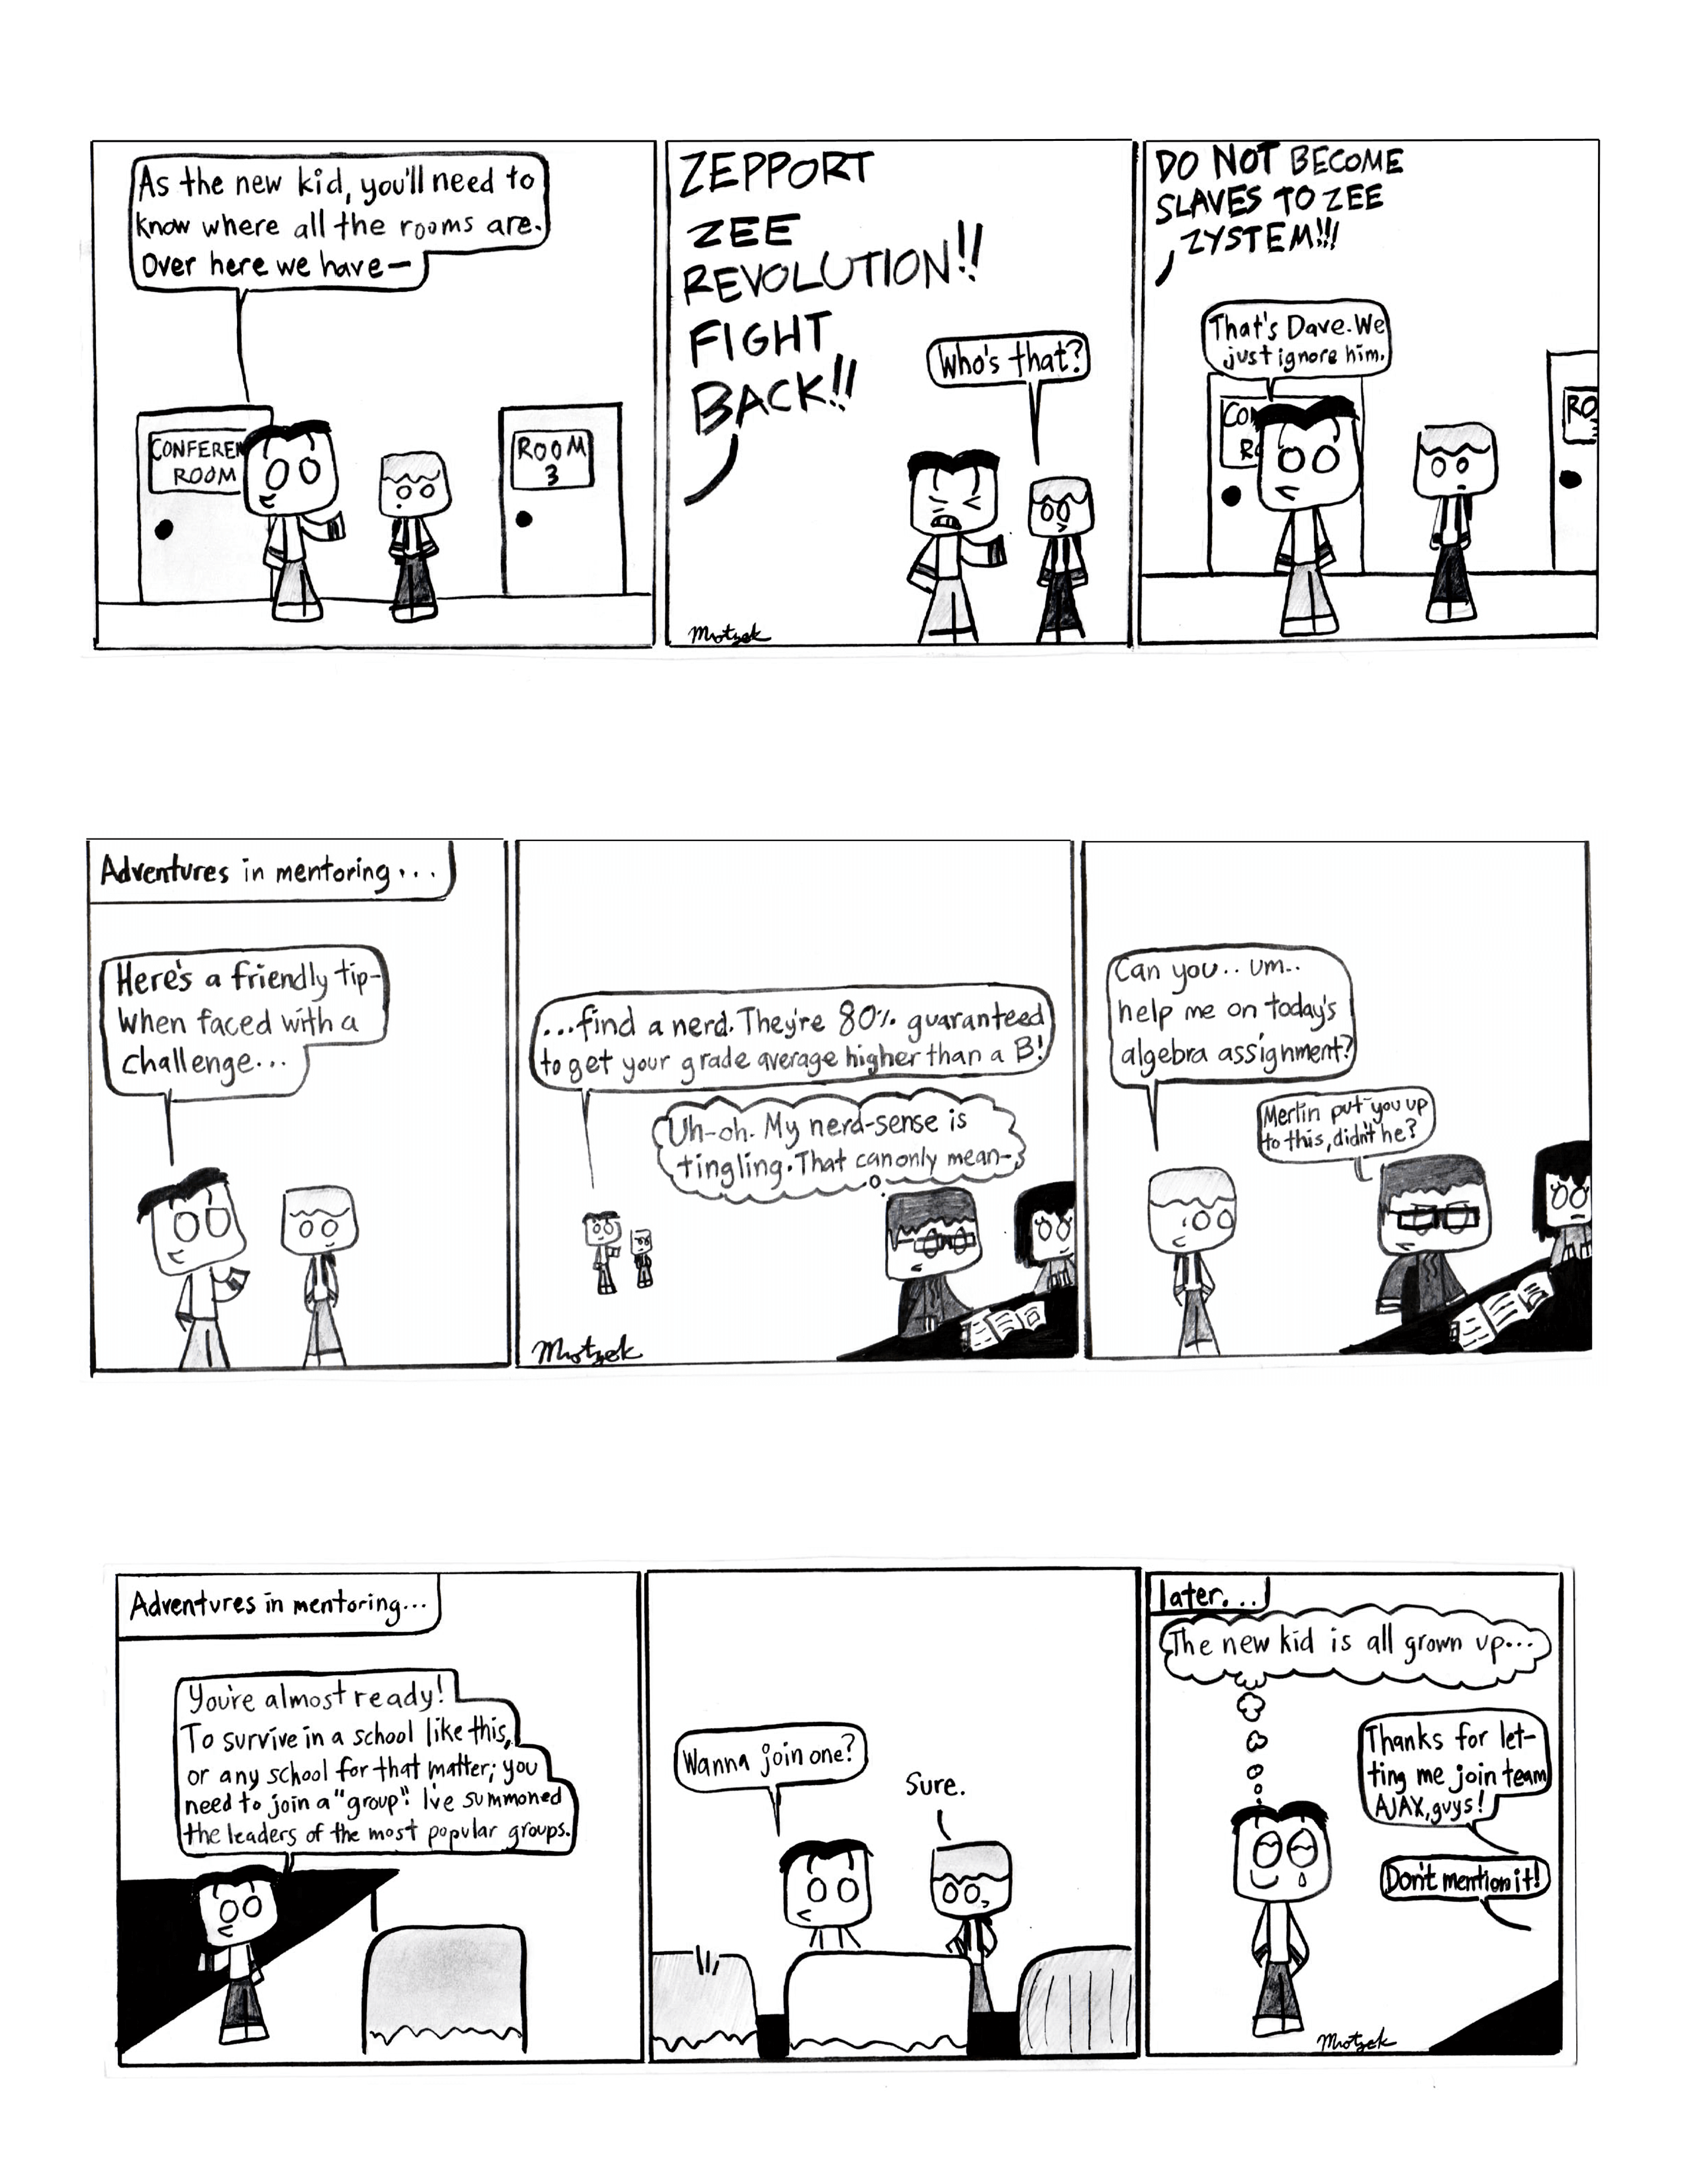 As the new kid, you'll need to
know where all the rooms are.
Over here we have—
CONFEREN
ROOM
ROOM
3
ZEPPORT
ZEE
REVOLUTION!!
FIGHT
BACK!!
Who's that?
Mrotzek
DO NOT BECOME
SLAVES TO ZEE
ZYSTEM!!!
That's Dave. We
just ignore him.
CO
RO
RO
Adventures in mentoring...
Here's a friendly tip-
When faced with a
challenge...
...find a nerd. They're 80% guaranteed
to get your grade average higher than a B!
Uh-oh. My nerd-sense is
tingling. That can only mean-
Mrotzek
Can you.. um..
help me on today's
algebra assignment?
Merlin put you up
to this, didn't he?
Adventures in mentoring...
You're almost ready!
To survive in a school like this,
or any school for that matter; you
need to join a "group". I've summoned
the leaders of the most popular groups.
Wanna join one?
Sure.
later...
The new kid is all grown up...
Thanks for let-
ting me join team
AJAX, guys!
Don't mention it!
Mrotzek